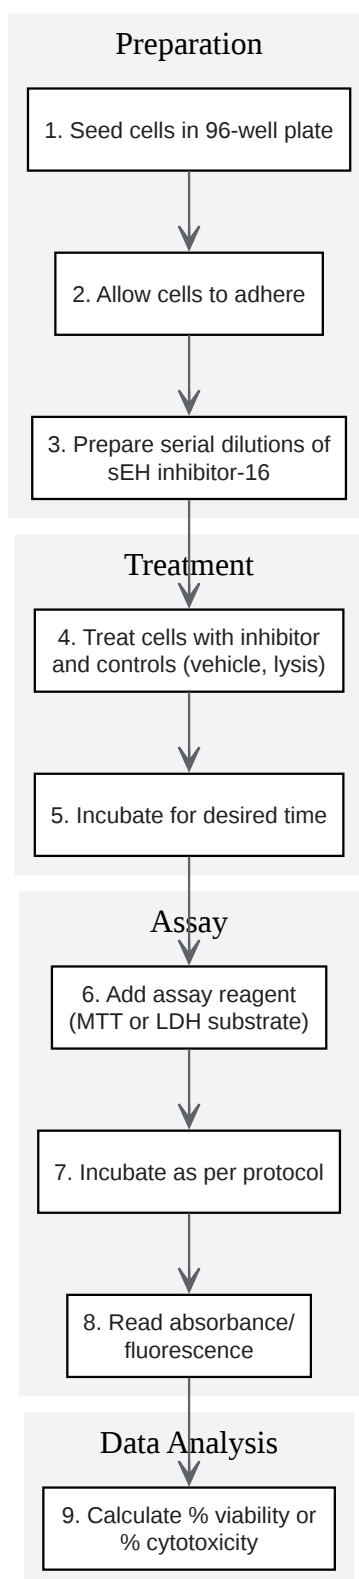 Preparation
1. Seed cells in 96-well plate
2. Allow cells to adhere
3. Prepare serial dilutions of
sEH inhibitor-16
Treatment
4. Treat cells with inhibitor
and controls (vehicle, lysis)
5. Incubate for desired time
Assay
6. Add assay reagent
(MTT or LDH substrate)
7. Incubate as per protocol
8. Read absorbance/
fluorescence
Data Analysis
9. Calculate % viability or
% cytotoxicity